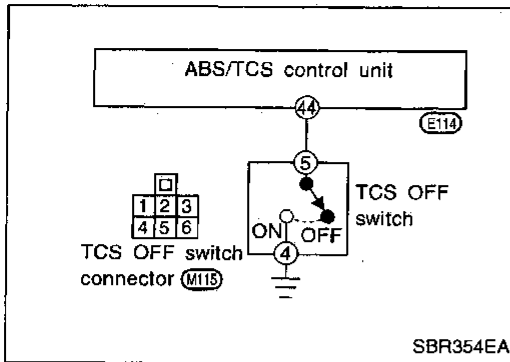 ABS/TCS control unit
44
E114
5
TCS OFF
switch
1 2 3
4 5 6
ON OFF
4
TCS OFF switch
connector M115
SBR354EA